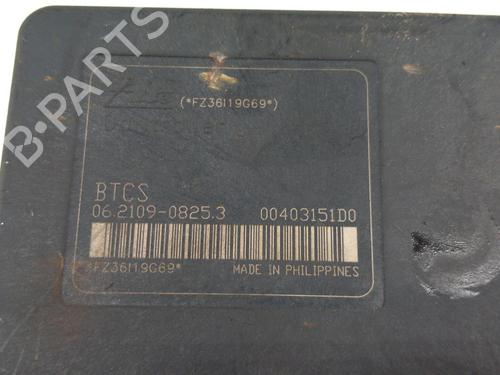 (*FZ36I19G69*)
BTCS
06.2109-0825.3 00403151D0
*FZ36I19G69* MADE IN PHILIPPINES
B-PARTS